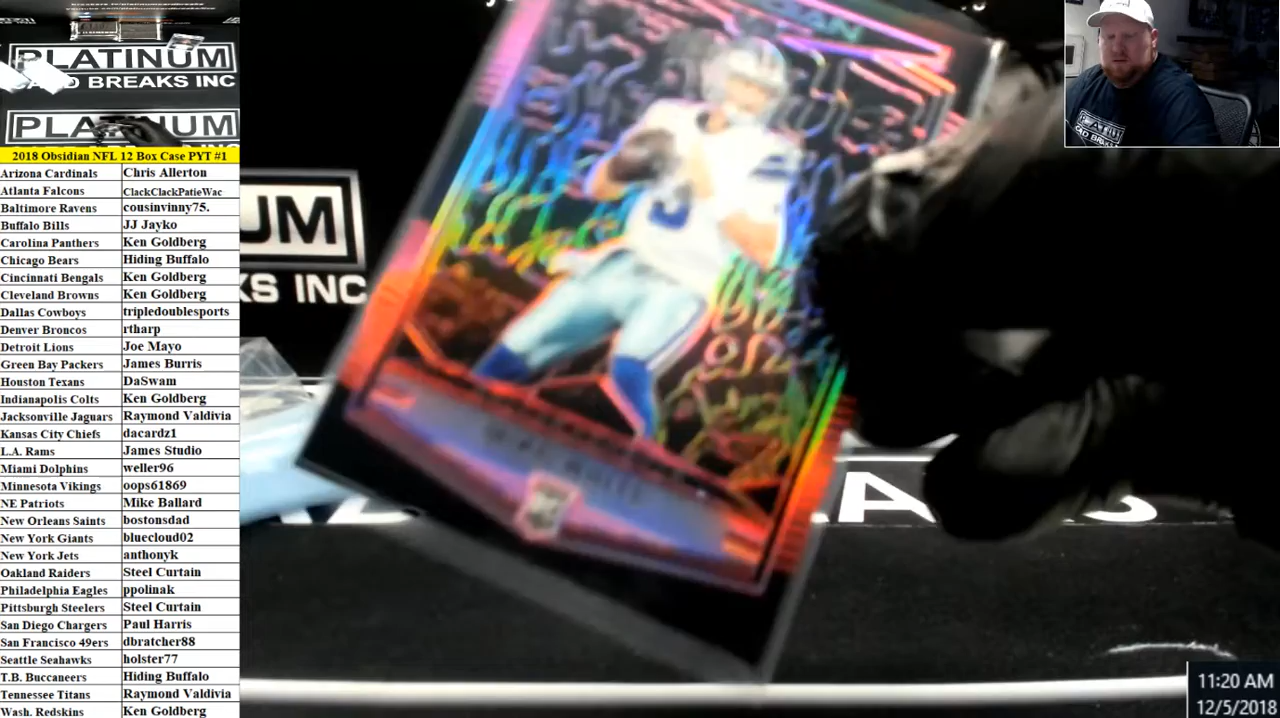 PLATINUM
CARD BREAKS INC
PLATINUM
2018 Obsidian NFL 12 Box Case PYT #1
Arizona Cardinals Chris Allerton
Atlanta Falcons ClackClackPatieWac
Baltimore Ravens cousinvinny75.
Buffalo Bills JJ Jayko
Carolina Panthers Ken Goldberg
Chicago Bears Hiding Buffalo
Cincinnati Bengals Ken Goldberg
Cleveland Browns Ken Goldberg
Dallas Cowboys tripledoublesports
Denver Broncos rtharp
Detroit Lions Joe Mayo
Green Bay Packers James Burris
Houston Texans DaSwam
Indianapolis Colts Ken Goldberg
Jacksonville Jaguars Raymond Valdivia
Kansas City Chiefs dacardz1
L.A. Rams James Studio
Miami Dolphins weller96
Minnesota Vikings oops61869
NE Patriots Mike Ballard
New Orleans Saints bostonsdad
New York Giants bluecloud02
New York Jets anthonyk
Oakland Raiders Steel Curtain
Philadelphia Eagles ppolinak
Pittsburgh Steelers Steel Curtain
San Diego Chargers Paul Harris
San Francisco 49ers dbratcher88
Seattle Seahawks holster77
T.B. Buccaneers Hiding Buffalo
Tennessee Titans Raymond Valdivia
Wash. Redskins Ken Goldberg
UM
KS INC
PLATINUM
CARD BREAKS
11:20 AM
12/5/2018